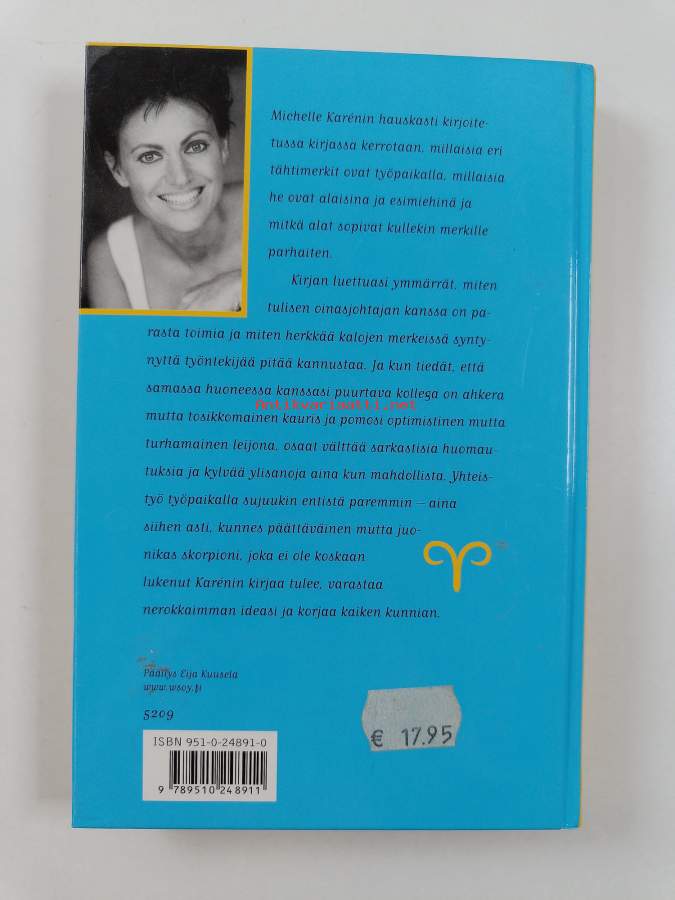 Michelle Karénin hauskasti kirjoite-
tussa kirjassa kerrotaan, millaisia eri
tähtimerkit ovat työpaikalla, millaisia
he ovat alaisina ja esimiehinä ja
mitkä alat sopivat kullekin merkille
parhaiten.
Kirjan luettuasi ymmärrät, miten
tulisen oinasjohtajan kanssa on pa-
rasta toimia ja miten herkkää kalojen merkeissä synty-
nyttä työntekijää pitää kannustaa. Ja kun tiedät, että
samassa huoneessa kanssasi puurtava kollega on ahkera
antikvariaatti.net
mutta tosikkomainen kauris ja pomosi optimistinen mutta
turhamainen leijona, osaat välttää sarkastisia huomau-
tuksia ja kylvää ylisanoja aina kun mahdollista. Yhteis-
työ työpaikalla sujuukin entistä paremmin – aina
siihen asti, kunnes päättäväinen mutta juo-
nikas skorpioni, joka ei ole koskaan
lukenut Karénin kirjaa tulee, varastaa
nerokkaimman ideasi ja korjaa kaiken kunnian.
Päällys Eija Kuusela
www.wsoy.fi
5209
€ 17.95
ISBN 951-0-24891-0
9 789510 248911